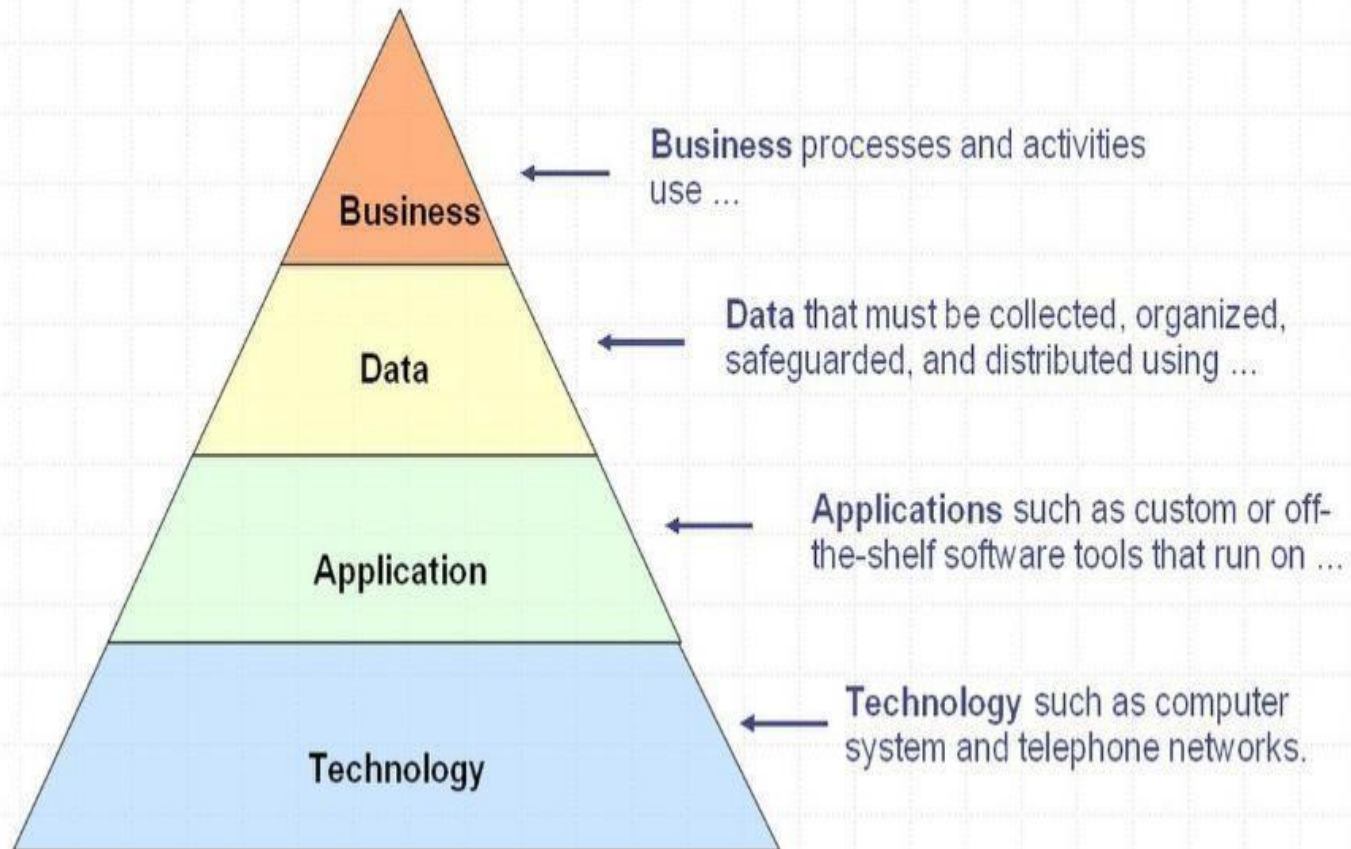 Business processes and activities
use ...
Business
Data that must be collected, organized,
safeguarded, and distributed using ...
Data
Applications such as custom or off-
the-shelf software tools that run on ...
Application
Technology such as computer
system and telephone networks.
Technology